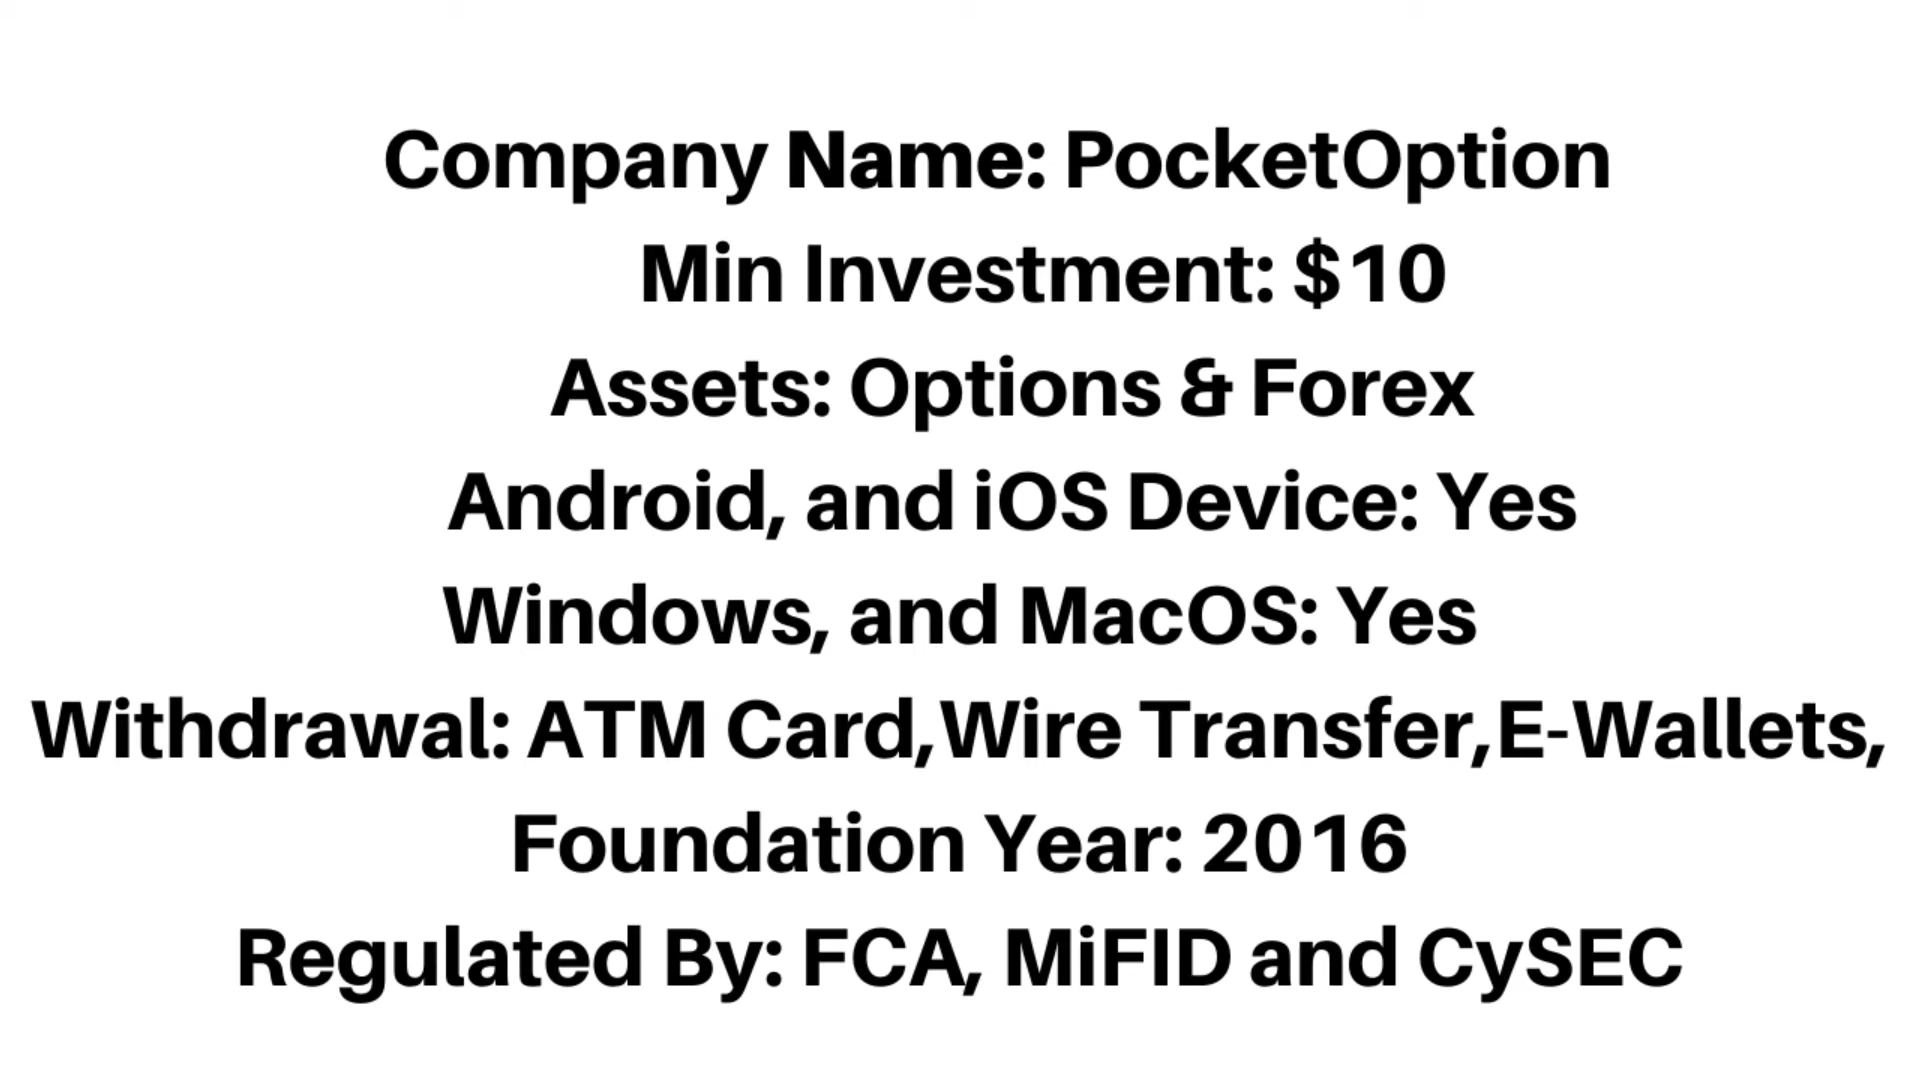 Company Name: PocketOption
Min Investment: $10
Assets: Options & Forex
Android, and iOS Device: Yes
Windows, and MacOS: Yes
Withdrawal: ATM Card,Wire Transfer,E-Wallets,
Foundation Year: 2016
Regulated By: FCA, MiFID and CySEC